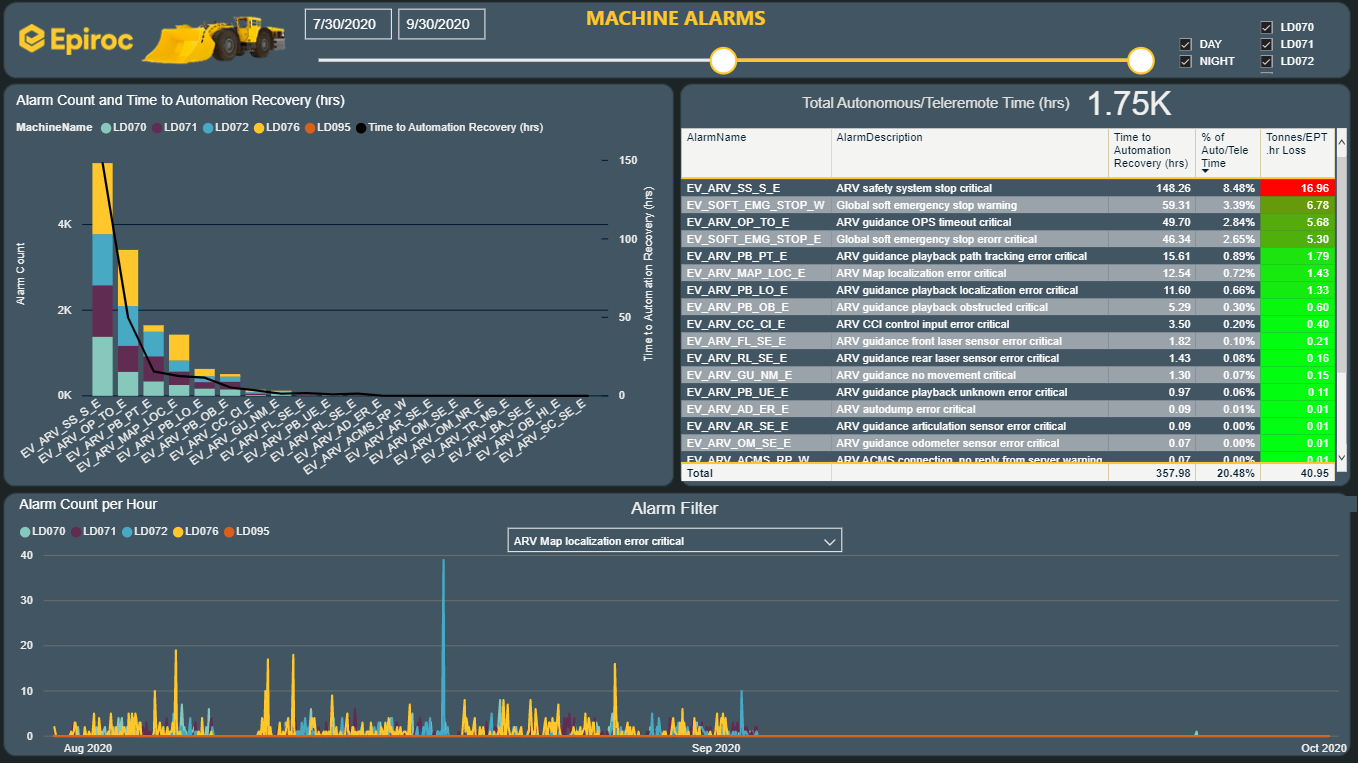 Epiroc
7/30/2020
9/30/2020
MACHINE ALARMS
DAY
NIGHT
LD070
LD071
LD072
Alarm Count and Time to Automation Recovery (hrs)
MachineName LD070 LD071 LD072 LD076 LD095 Time to Automation Recovery (hrs)
Alarm Count
4K
2K
0K
150
100
50
0
Time to Automation Recovery (hrs)
EV_ARV_SS_S_E
EV_ARV_OP_TO_E
EV_ARV_PB_PT_E
EV_ARV_MAP_LOC_E
EV_ARV_PB_LO_E
EV_ARV_PB_OB_E
EV_ARV_CC_CI_E
EV_ARV_GU_NM_E
EV_ARV_FL_SE_E
EV_ARV_PB_UE_E
EV_ARV_RL_SE_E
EV_ARV_AD_ER_E
EV_ARV_ACMS_RP_W
EV_ARV_AR_SE_E
EV_ARV_OM_SE_E
EV_ARV_OM_NR_E
EV_ARV_TR_MS_E
EV_ARV_BA_SE_E
EV_ARV_OB_HI_E
EV_ARV_SC_SE_E
Total Autonomous/Teleremote Time (hrs) 1.75K
AlarmName AlarmDescription Time to Automation Recovery (hrs) % of Auto/Tele Time Tonnes/EPT .hr Loss
EV_ARV_SS_S_E ARV safety system stop critical 148.26 8.48% 16.96
EV_SOFT_EMG_STOP_W Global soft emergency stop warning 59.31 3.39% 6.78
EV_ARV_OP_TO_E ARV guidance OPS timeout critical 49.70 2.84% 5.68
EV_SOFT_EMG_STOP_E Global soft emergency stop erorr critical 46.34 2.65% 5.30
EV_ARV_PB_PT_E ARV guidance playback path tracking error critical 15.61 0.89% 1.79
EV_ARV_MAP_LOC_E ARV Map localization error critical 12.54 0.72% 1.43
EV_ARV_PB_LO_E ARV guidance playback localization error critical 11.60 0.66% 1.33
EV_ARV_PB_OB_E ARV guidance playback obstructed critical 5.29 0.30% 0.60
EV_ARV_CC_CI_E ARV CCI control input error critical 3.50 0.20% 0.40
EV_ARV_FL_SE_E ARV guidance front laser sensor error critical 1.82 0.10% 0.21
EV_ARV_RL_SE_E ARV guidance rear laser sensor error critical 1.43 0.08% 0.16
EV_ARV_GU_NM_E ARV guidance no movement critical 1.30 0.07% 0.15
EV_ARV_PB_UE_E ARV guidance playback unknown error critical 0.97 0.06% 0.11
EV_ARV_AD_ER_E ARV autodump error critical 0.09 0.01% 0.01
EV_ARV_AR_SE_E ARV guidance articulation sensor error critical 0.09 0.00% 0.01
EV_ARV_OM_SE_E ARV guidance odometer sensor error critical 0.07 0.00% 0.01
EV_ARV_ACMS_RP_W ARV ACMS connection, no reply from server warning 0.07 0.00% 0.01
Total 357.98 20.48% 40.95
Alarm Count per Hour
LD070 LD071 LD072 LD076 LD095
Alarm Filter
ARV Map localization error critical
40
30
20
10
0
Aug 2020
Sep 2020
Oct 2020